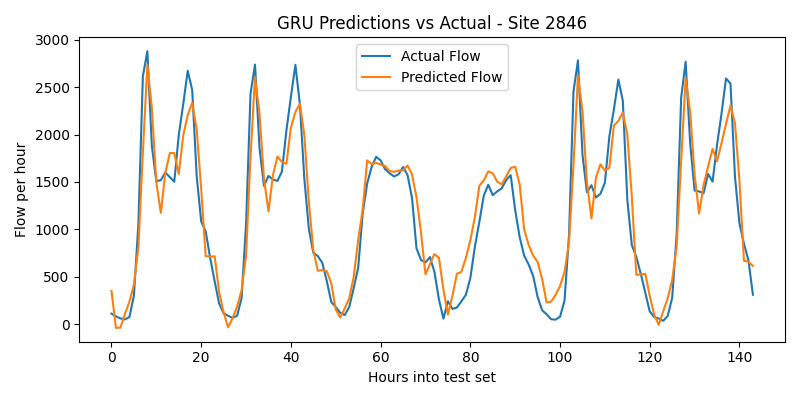 GRU Predictions vs Actual - Site 2846
Actual Flow
Predicted Flow
Flow per hour
3000
2500
2000
1500
1000
500
0
0 20 40 60 80 100 120 140
Hours into test set